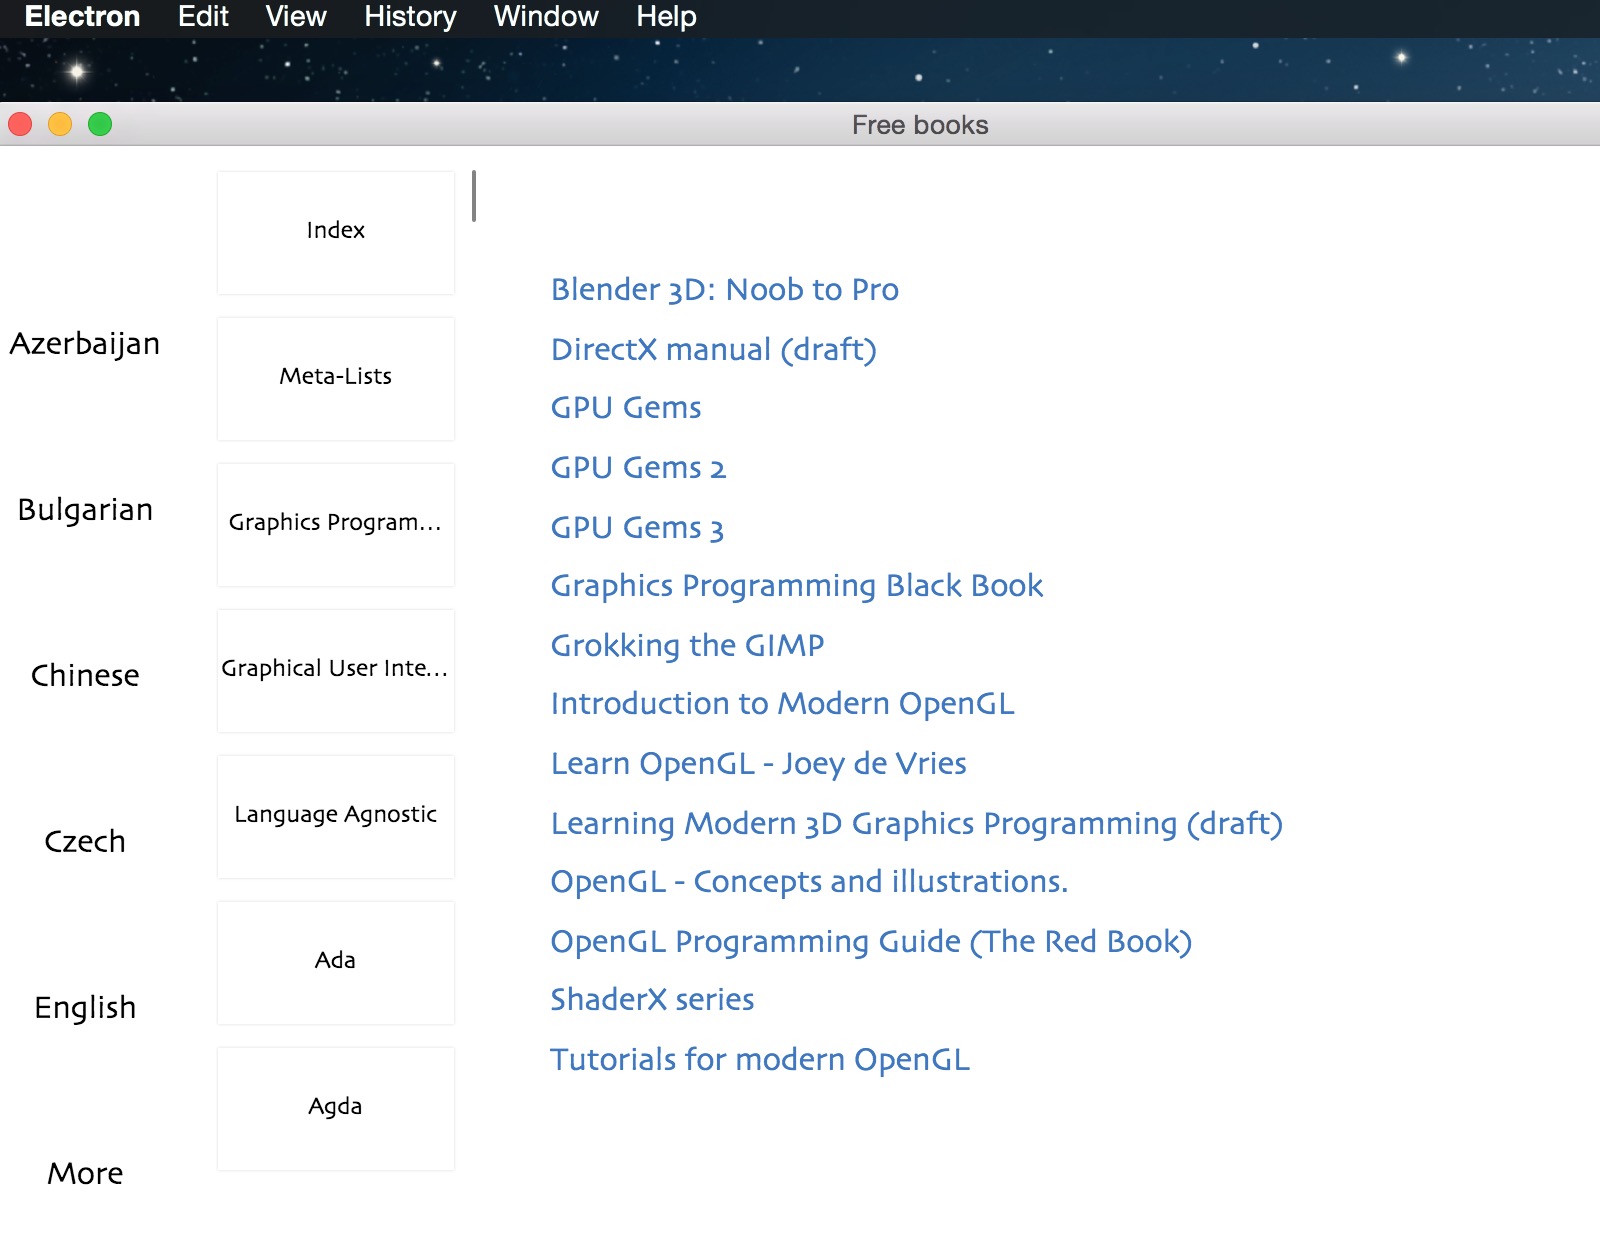 Electron Edit View History Window Help
Free books
Azerbaijan
Bulgarian
Chinese
Czech
English
More
Index
Meta-Lists
Graphics Program...
Graphical User Inte...
Language Agnostic
Ada
Agda
Blender 3D: Noob to Pro
DirectX manual (draft)
GPU Gems
GPU Gems 2
GPU Gems 3
Graphics Programming Black Book
Grokking the GIMP
Introduction to Modern OpenGL
Learn OpenGL - Joey de Vries
Learning Modern 3D Graphics Programming (draft)
OpenGL - Concepts and illustrations.
OpenGL Programming Guide (The Red Book)
ShaderX series
Tutorials for modern OpenGL